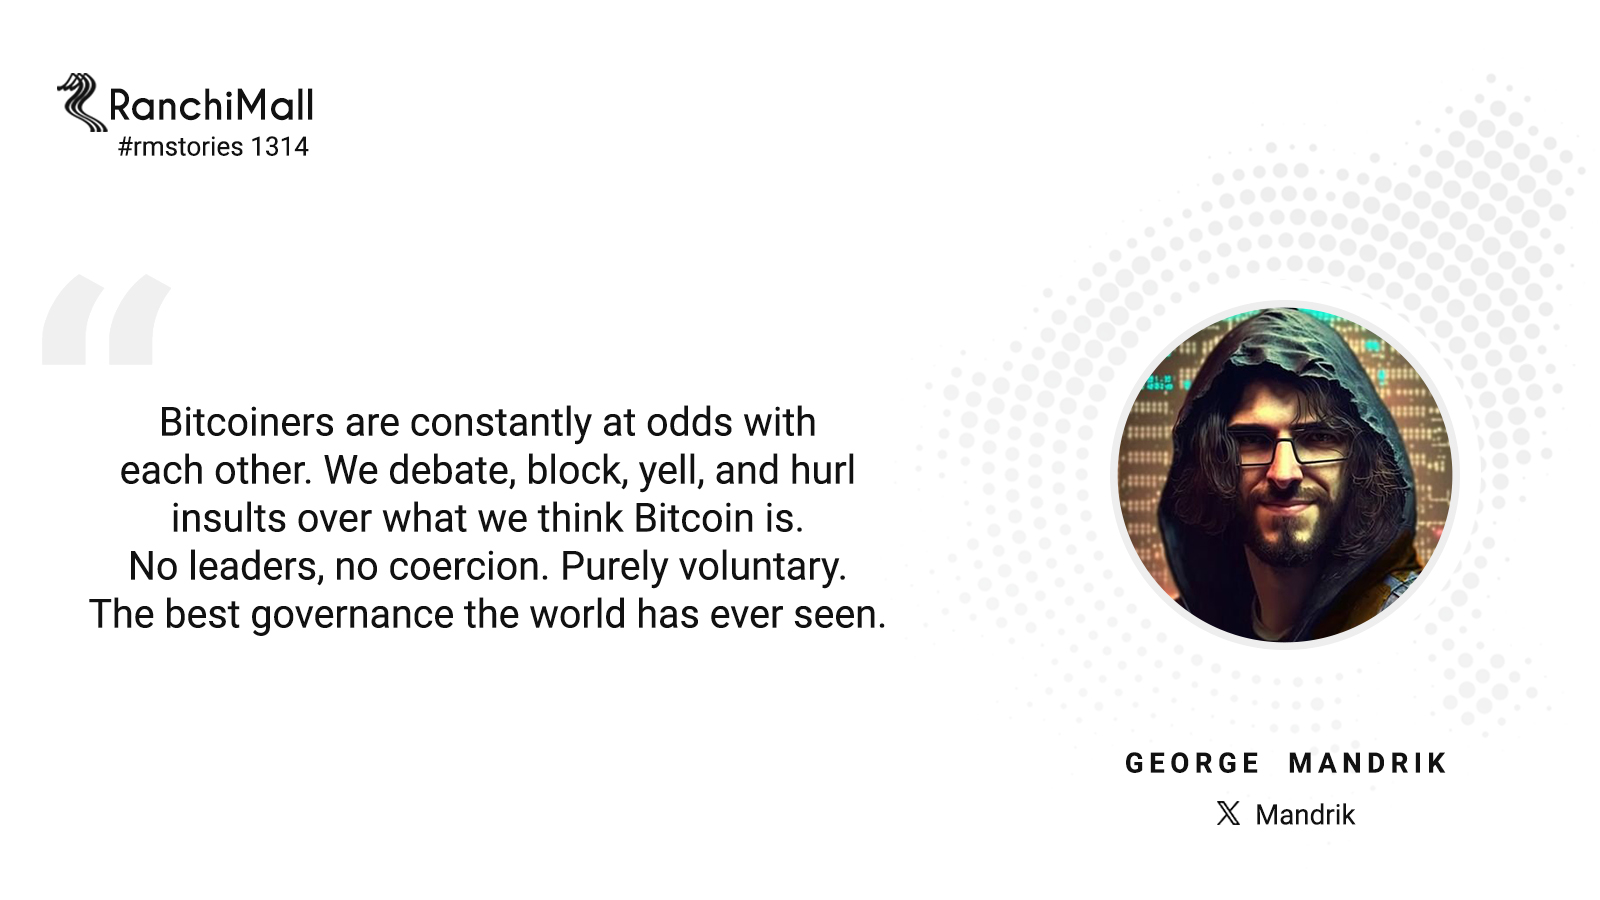 RanchiMall
#rmstories 1314
“
Bitcoiners are constantly at odds with
each other. We debate, block, yell, and hurl
insults over what we think Bitcoin is.
No leaders, no coercion. Purely voluntary.
The best governance the world has ever seen.
GEORGE MANDRIK
𝕏 Mandrik